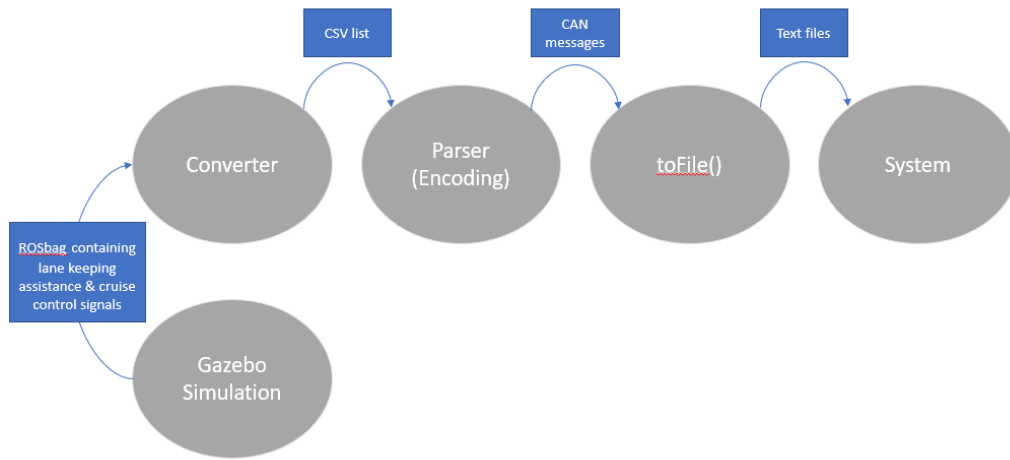 CSV list
CAN
messages
Text files
Converter
Parser
(Encoding)
toFile()
System
ROSbag containing
lane keeping
assistance & cruise
control signals
Gazebo
Simulation